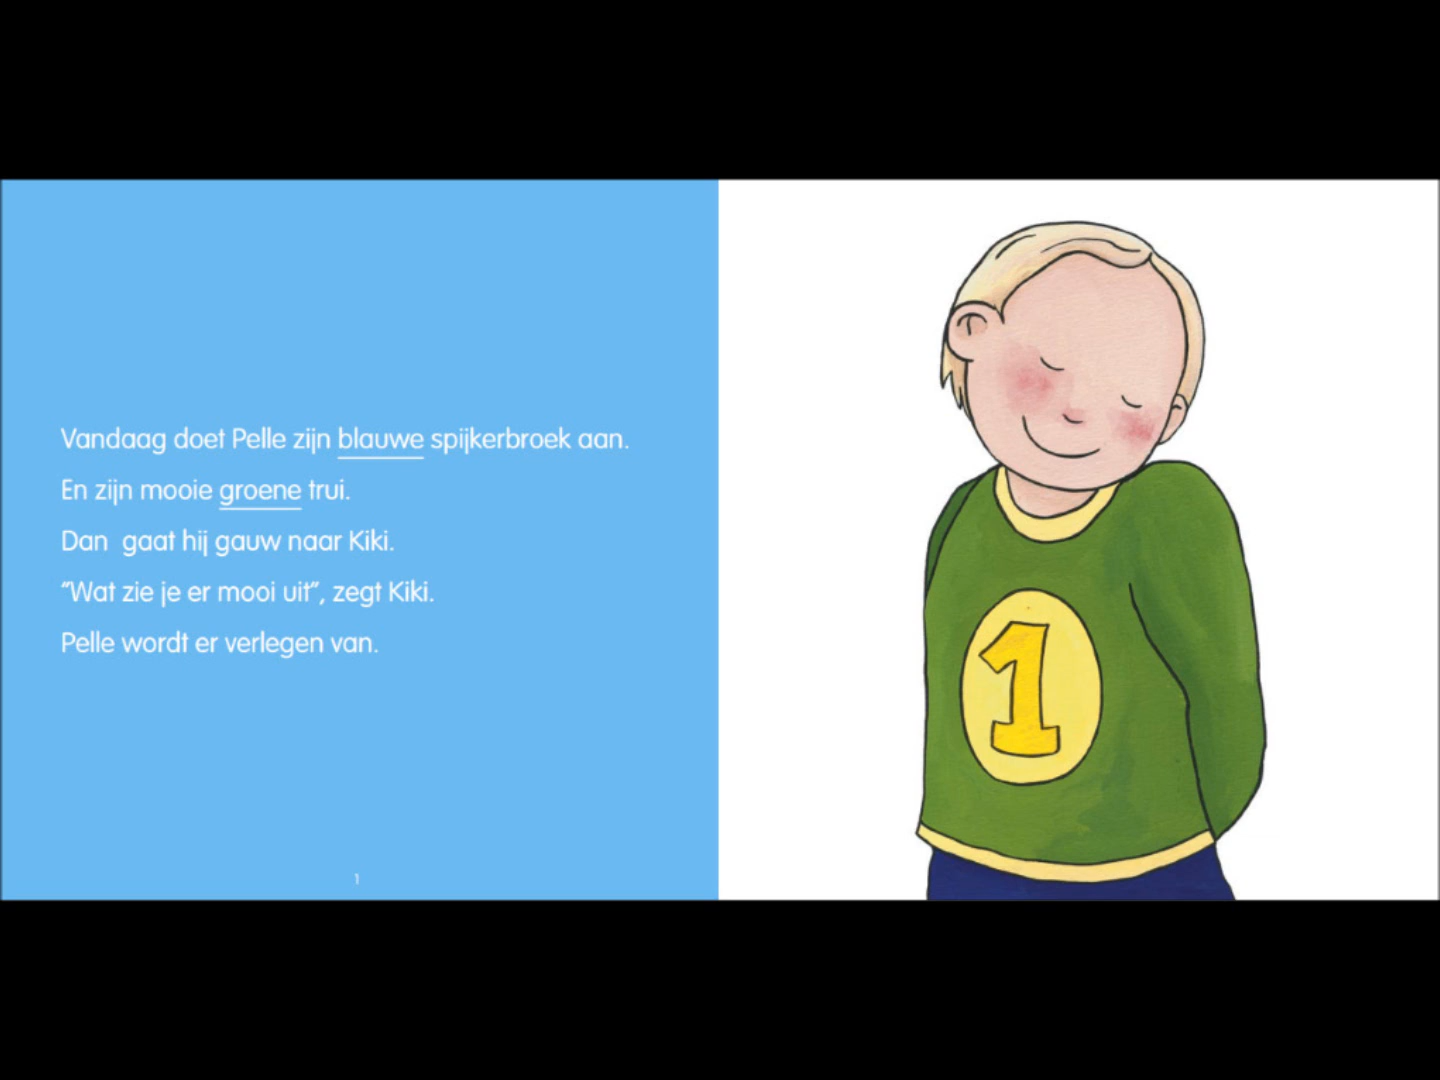 Vandaag doet Pelle zijn blauwe spijkerbroek aan.
En zijn mooie groene trui.
Dan  gaat hij gauw naar Kiki.
“Wat zie je er mooi uit”, zegt Kiki.
Pelle wordt er verlegen van.
1
1